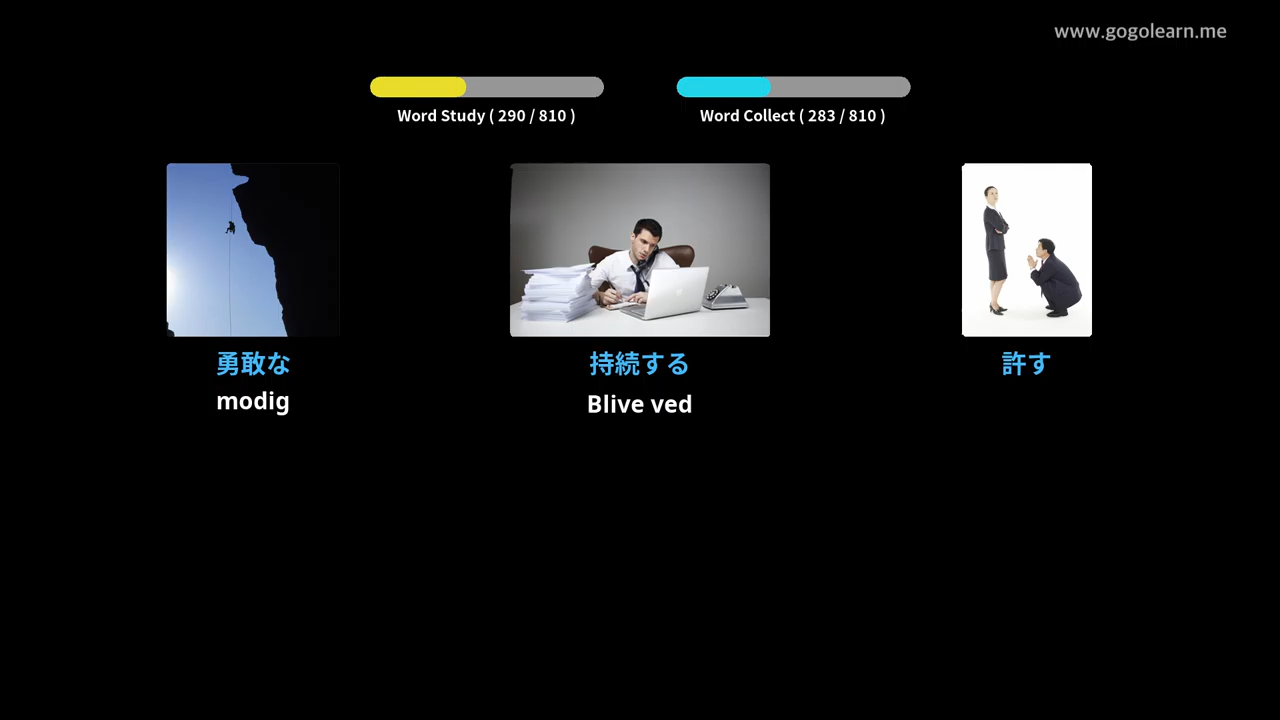 www.gogolearn.me
Word Study ( 290 / 810 )
Word Collect ( 283 / 810 )
勇敢な
持続する
許す
modig
Blive ved